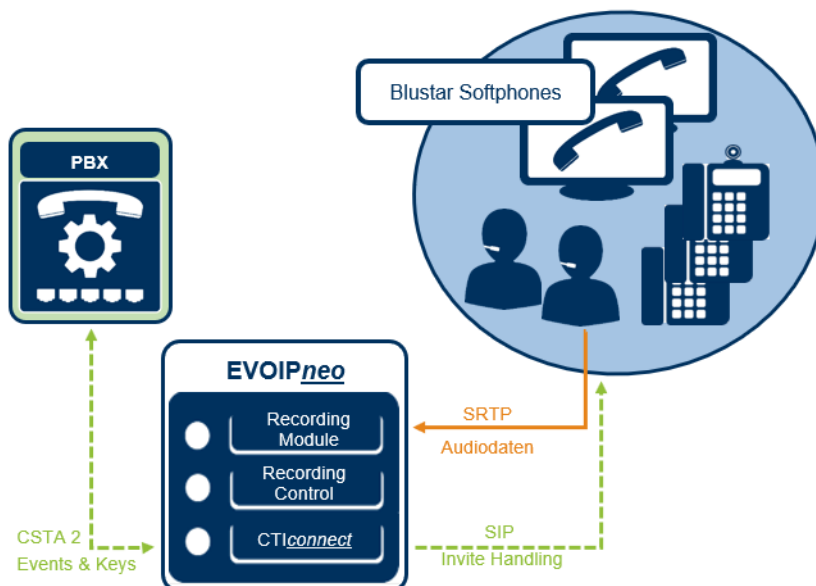 Blustar Softphones
PBX
EVOIPneo
Recording
Module
Recording
Control
CTIconnect
SRTP
Audiodaten
CSTA 2
Events & Keys
SIP
Invite Handling